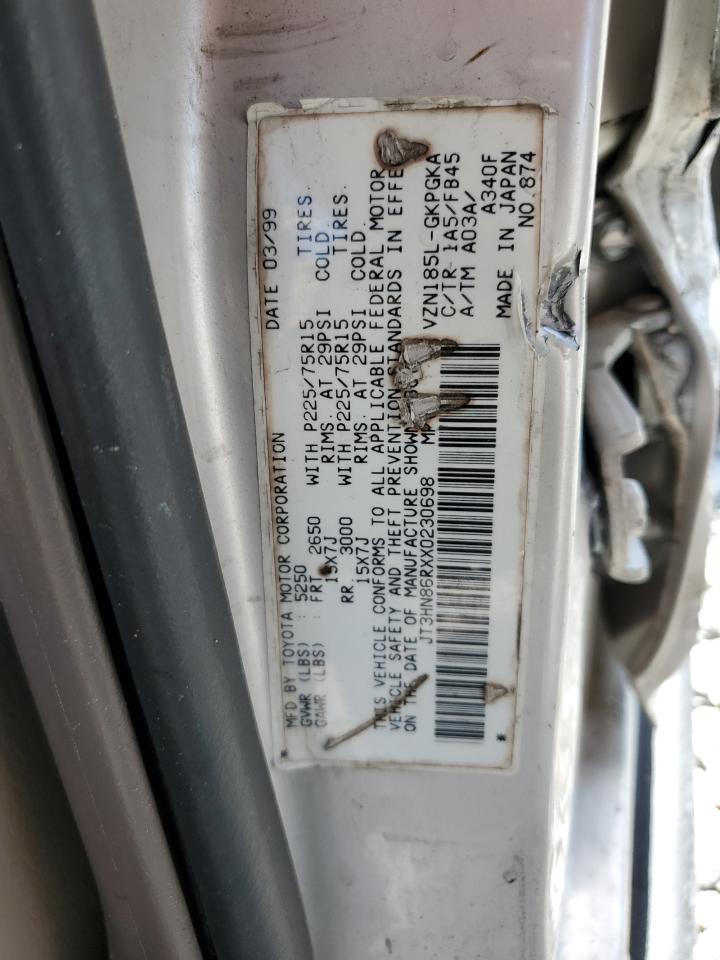 MFD BY TOYOTA MOTOR CORPORATION DATE 03/99
GVWR (LBS) : 5250
GAWR (LBS) : FRT 2650 WITH P225/75R15 TIRES.
15X7J RIMS. AT 29PSI COLD.
RR. 3000 WITH P225/75R15 TIRES.
15X7J RIMS. AT 29PSI COLD.
THIS VEHICLE CONFORMS TO ALL APPLICABLE FEDERAL MOTOR
VEHICLE SAFETY AND THEFT PREVENTION STANDARDS IN EFFE
ON THE DATE OF MANUFACTURE SHOWN
JT3HN86RXX0230698 VZN185L-GKPGKA
C/TR 1A5/FB45
A/TM A03A/
A340F
MADE IN JAPAN
NO.874